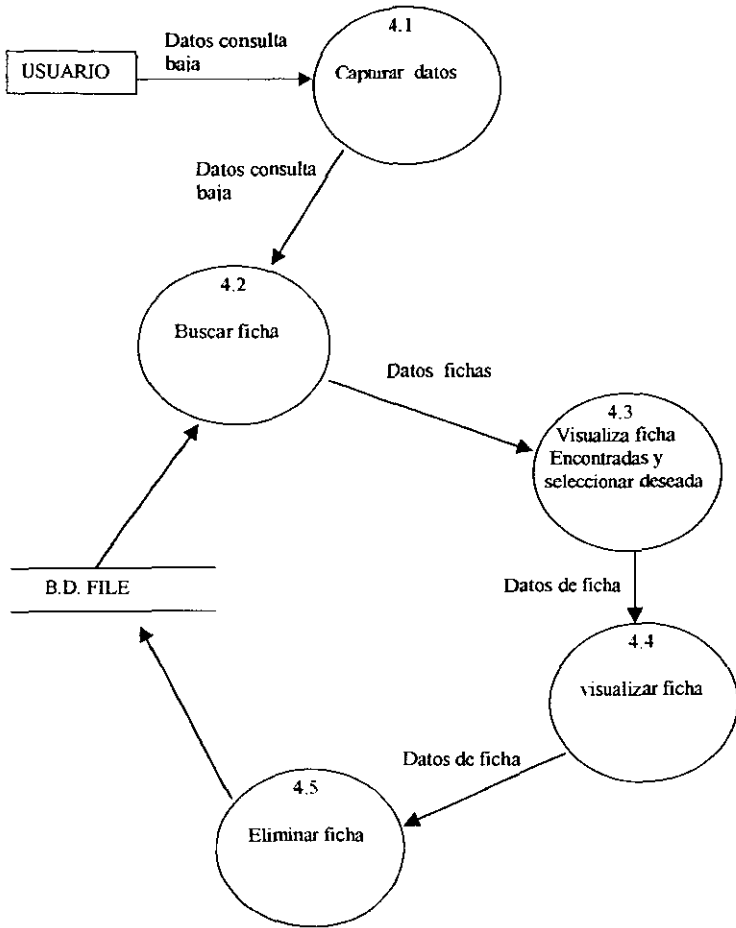 4.1
Datos consulta
baja
USUARIO
Capturar datos
Datos consulta
baja
4.2
Buscar ficha
Datos fichas
4.3
Visualiza ficha
Encontradas y
seleccionar deseada
B.D. FILE
Datos de ficha
4.4
visualizar ficha
Datos de ficha
4.5
Eliminar ficha